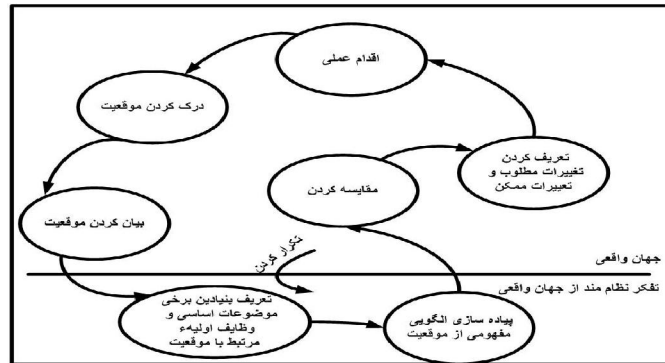 اقدام عملی
درک کردن موقعیت
تعریف کردن
تغییرات مطلوب و
تعییرات ممکن
مقایسه کردن
بیان کردن موقعیت
تکرار کردن
جهان واقعی
تفکر نظام مند از جهان واقعی
تعریف بنیادین برخی
موضوعات اساسی و
وظایف اولیهء
مرتبط با موقعیت
پیاده سازی الگویی
مفهومی از موقعیت